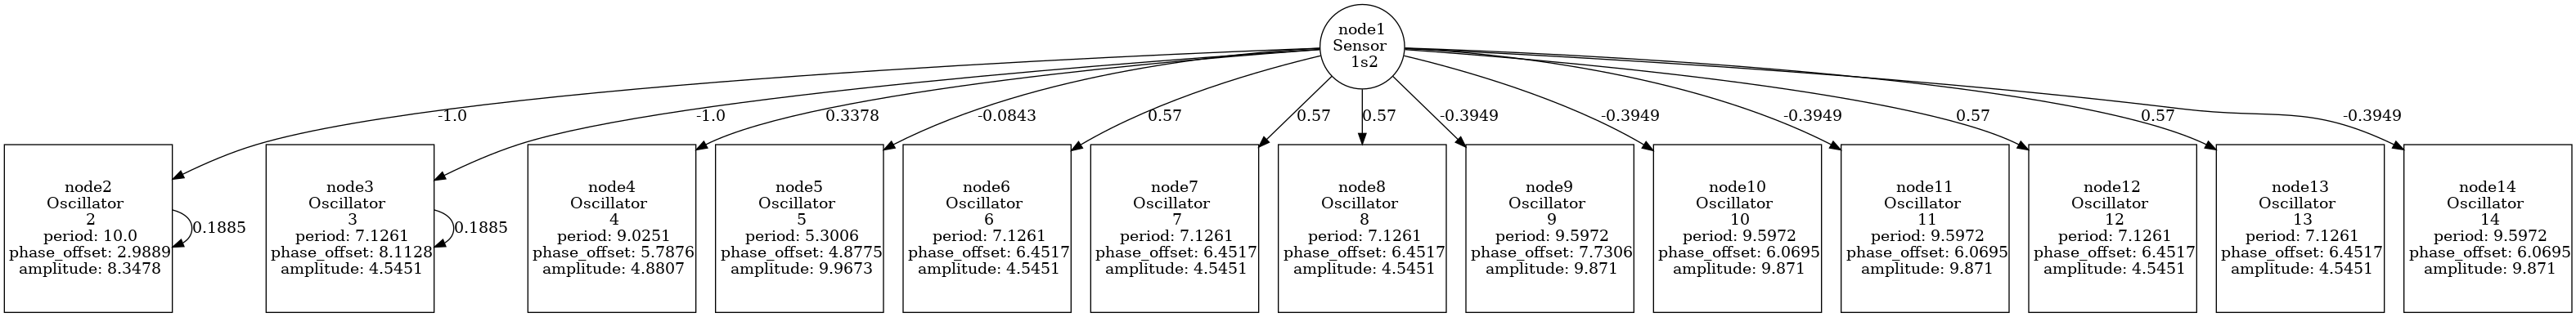 node1
Sensor
1s2
-1.0
-1.0
0.3378
-0.0843
0.57
0.57
0.57
-0.3949
-0.3949
-0.3949
0.57
0.57
-0.3949
node2
Oscillator
2
period: 10.0
phase_offset: 2.9889
amplitude: 8.3478
0.1885
node3
Oscillator
3
period: 7.1261
phase_offset: 8.1128
amplitude: 4.5451
0.1885
node4
Oscillator
4
period: 9.0251
phase_offset: 5.7876
amplitude: 4.8807
node5
Oscillator
5
period: 5.3006
phase_offset: 4.8775
amplitude: 9.9673
node6
Oscillator
6
period: 7.1261
phase_offset: 6.4517
amplitude: 4.5451
node7
Oscillator
7
period: 7.1261
phase_offset: 6.4517
amplitude: 4.5451
node8
Oscillator
8
period: 7.1261
phase_offset: 6.4517
amplitude: 4.5451
node9
Oscillator
9
period: 9.5972
phase_offset: 7.7306
amplitude: 9.871
node10
Oscillator
10
period: 9.5972
phase_offset: 6.0695
amplitude: 9.871
node11
Oscillator
11
period: 9.5972
phase_offset: 6.0695
amplitude: 9.871
node12
Oscillator
12
period: 7.1261
phase_offset: 6.4517
amplitude: 4.5451
node13
Oscillator
13
period: 7.1261
phase_offset: 6.4517
amplitude: 4.5451
node14
Oscillator
14
period: 9.5972
phase_offset: 6.0695
amplitude: 9.871